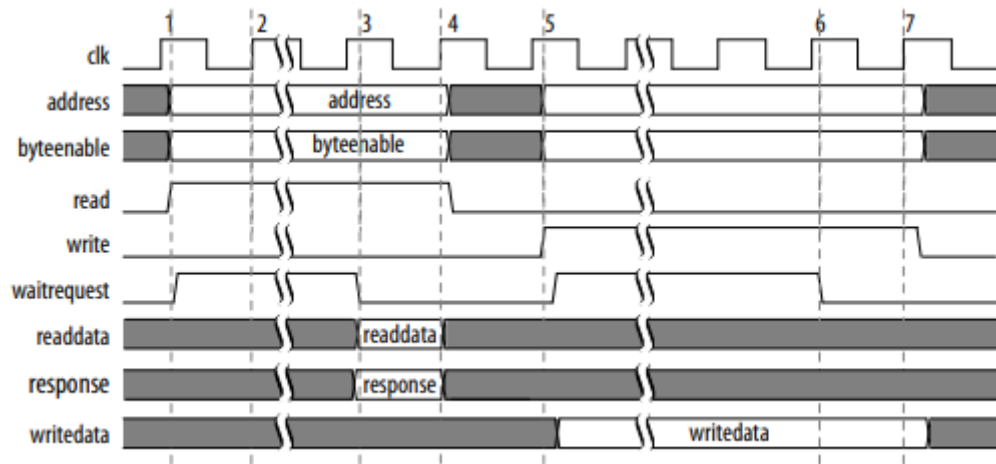 1 2 3 4 5 6 7
clk
address address
byteenable byteenable
read
write
waitrequest
readdata readdata
response response
writedata writedata